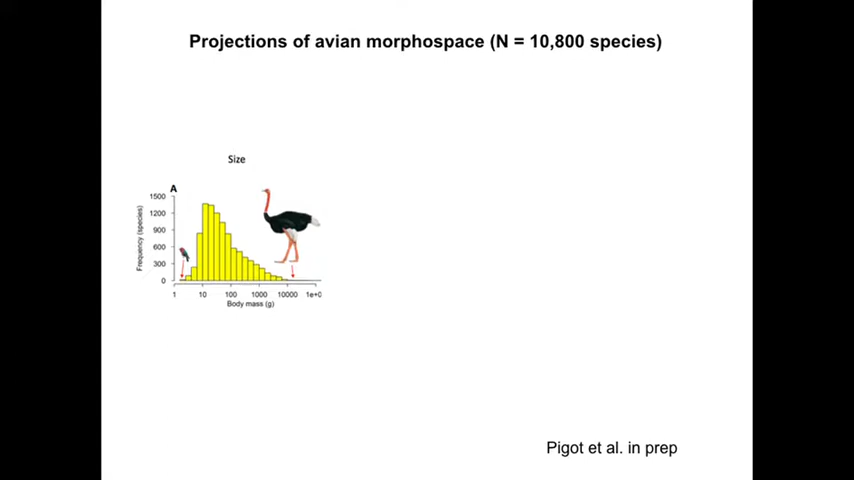 Projections of avian morphospace (N = 10,800 species)
Size
A
Frequency (species)
1500
1200
900
600
300
0
1 10 100 1000 10000 1e+0
Body mass (g)
Pigot et al. in prep